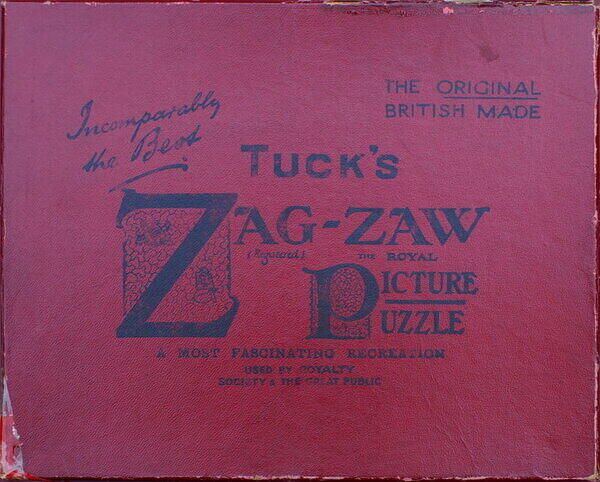 Incomparably
the Best
THE ORIGINAL
BRITISH MADE
TUCK'S
ZAG-ZAW
(Registered) THE ROYAL
PICTURE
PUZZLE
A MOST FASCINATING RECREATION
USED BY ROYALTY
SOCIETY & THE GREAT PUBLIC